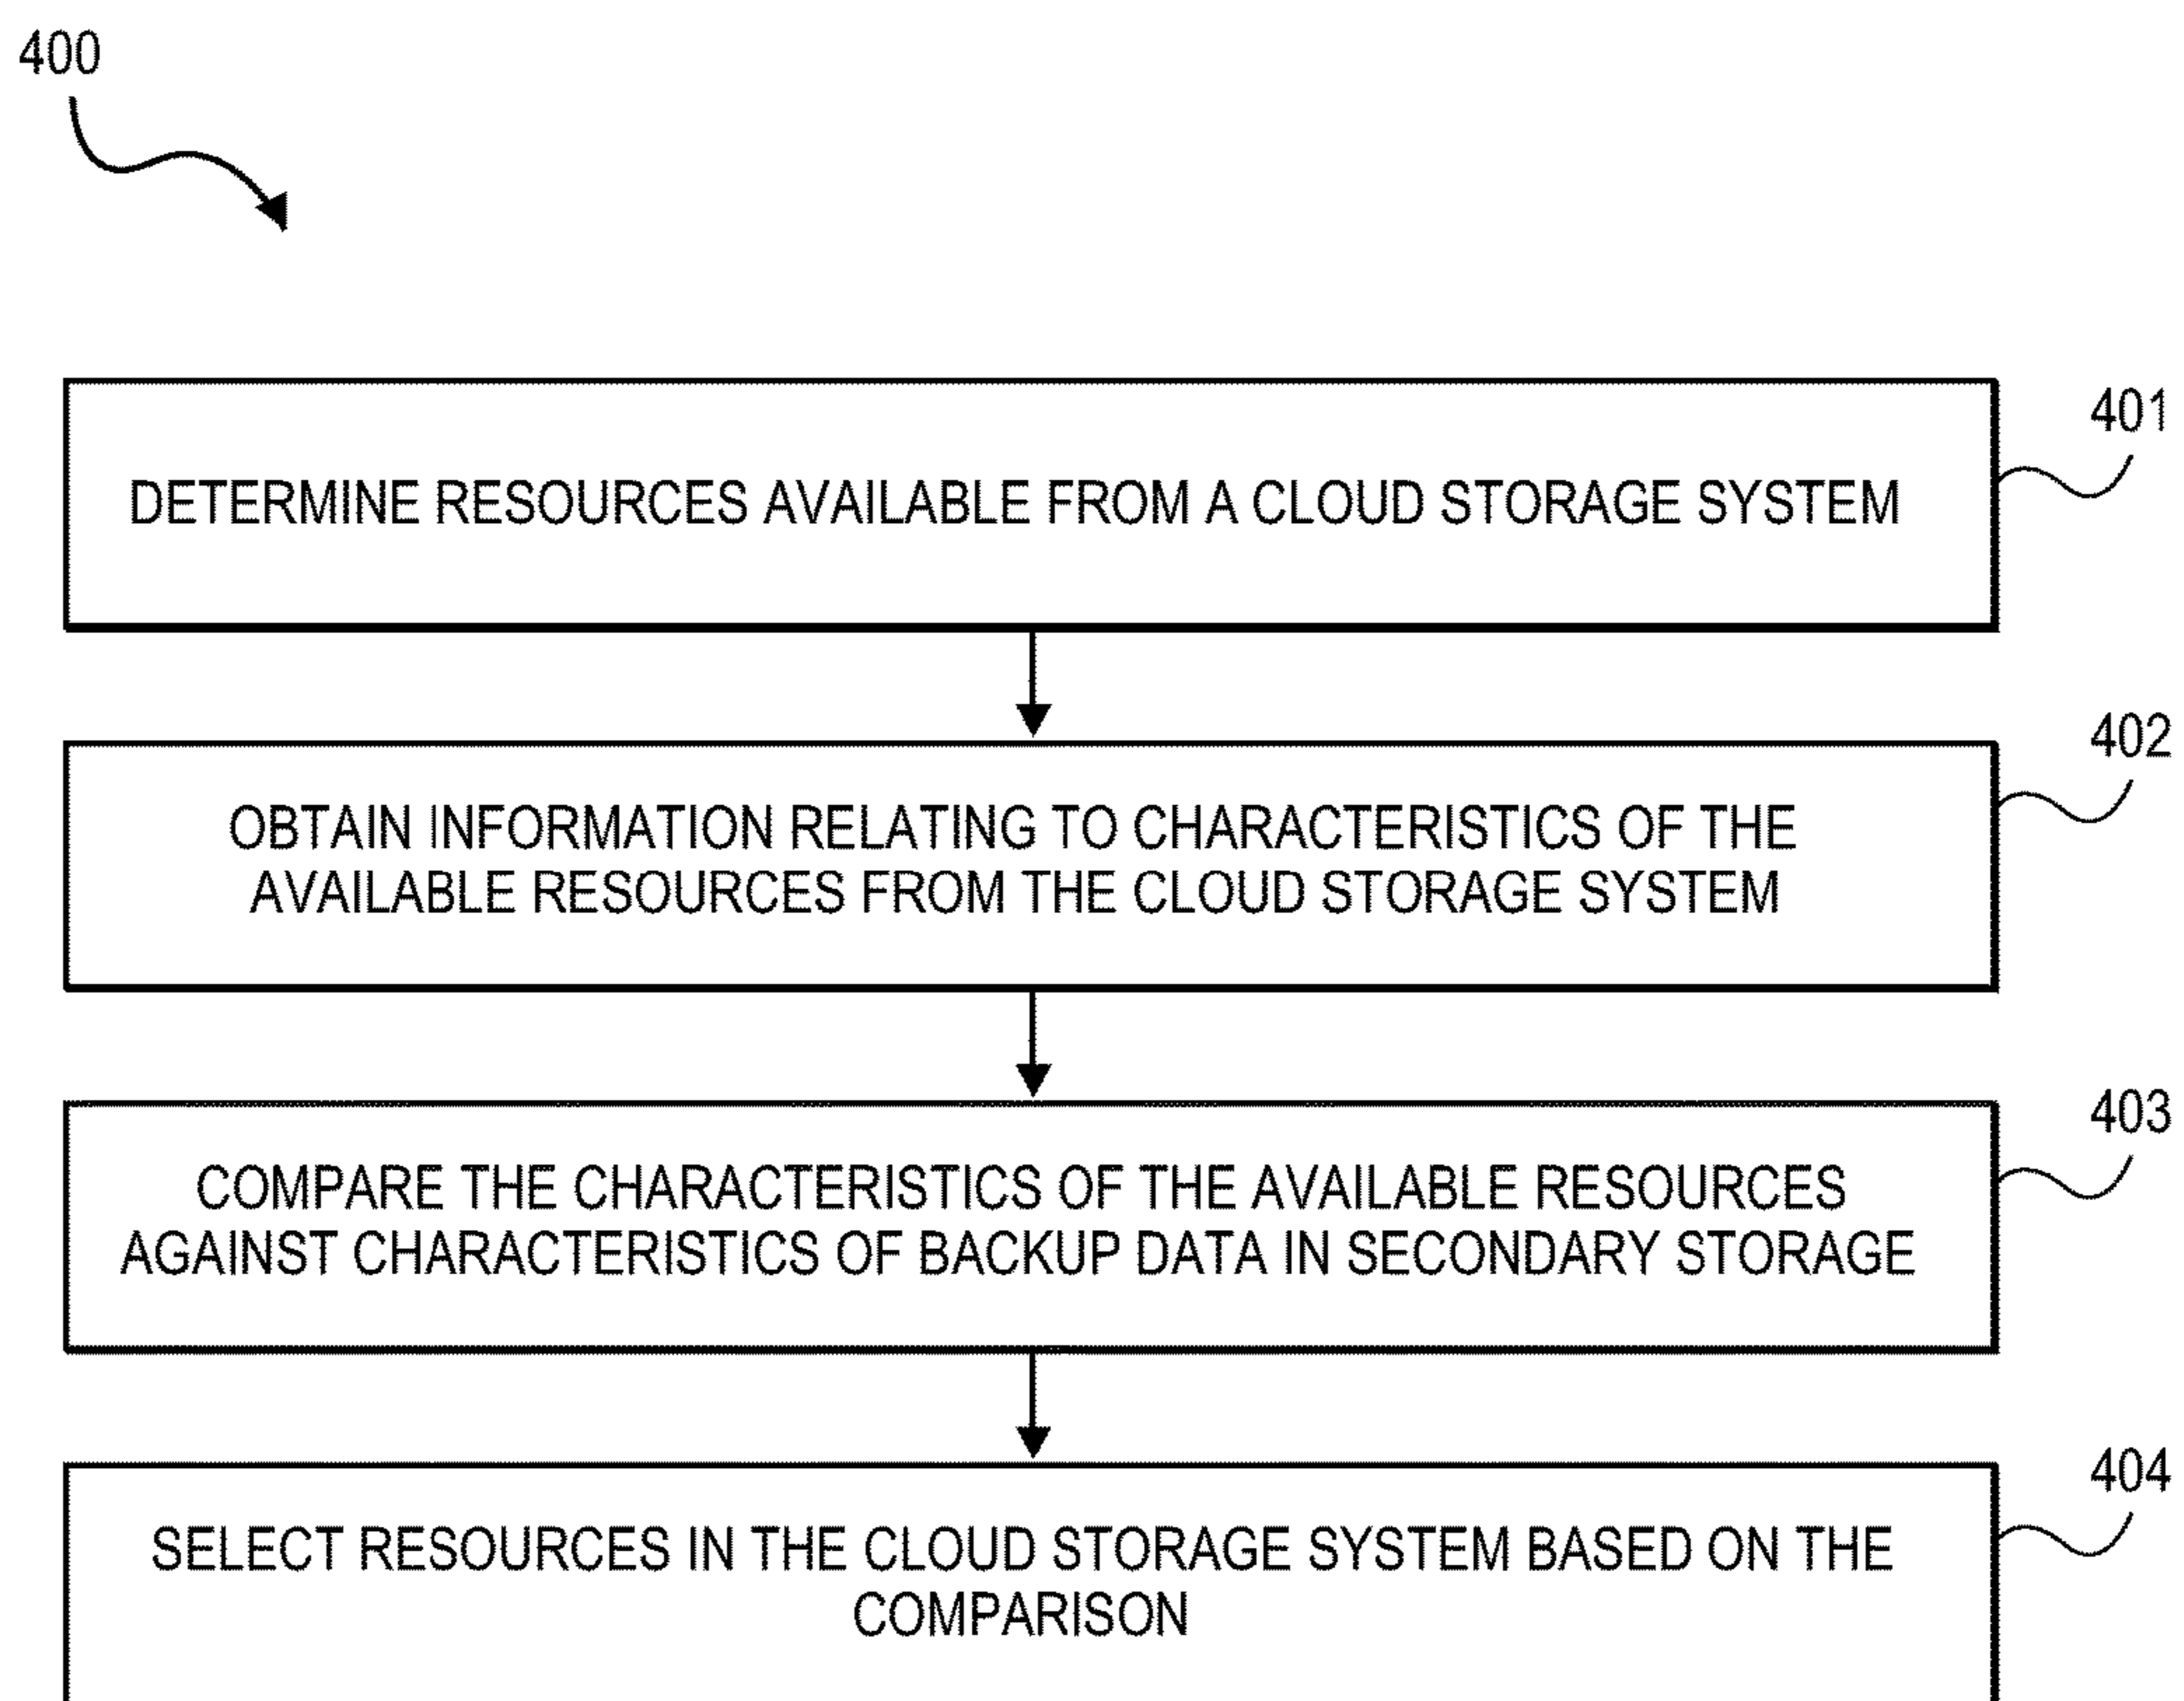 400
401
DETERMINE RESOURCES AVAILABLE FROM A CLOUD STORAGE SYSTEM
402
OBTAIN INFORMATION RELATING TO CHARACTERISTICS OF THE
AVAILABLE RESOURCES FROM THE CLOUD STORAGE SYSTEM
403
COMPARE THE CHARACTERISTICS OF THE AVAILABLE RESOURCES
AGAINST CHARACTERISTICS OF BACKUP DATA IN SECONDARY STORAGE
404
SELECT RESOURCES IN THE CLOUD STORAGE SYSTEM BASED ON THE
COMPARISON